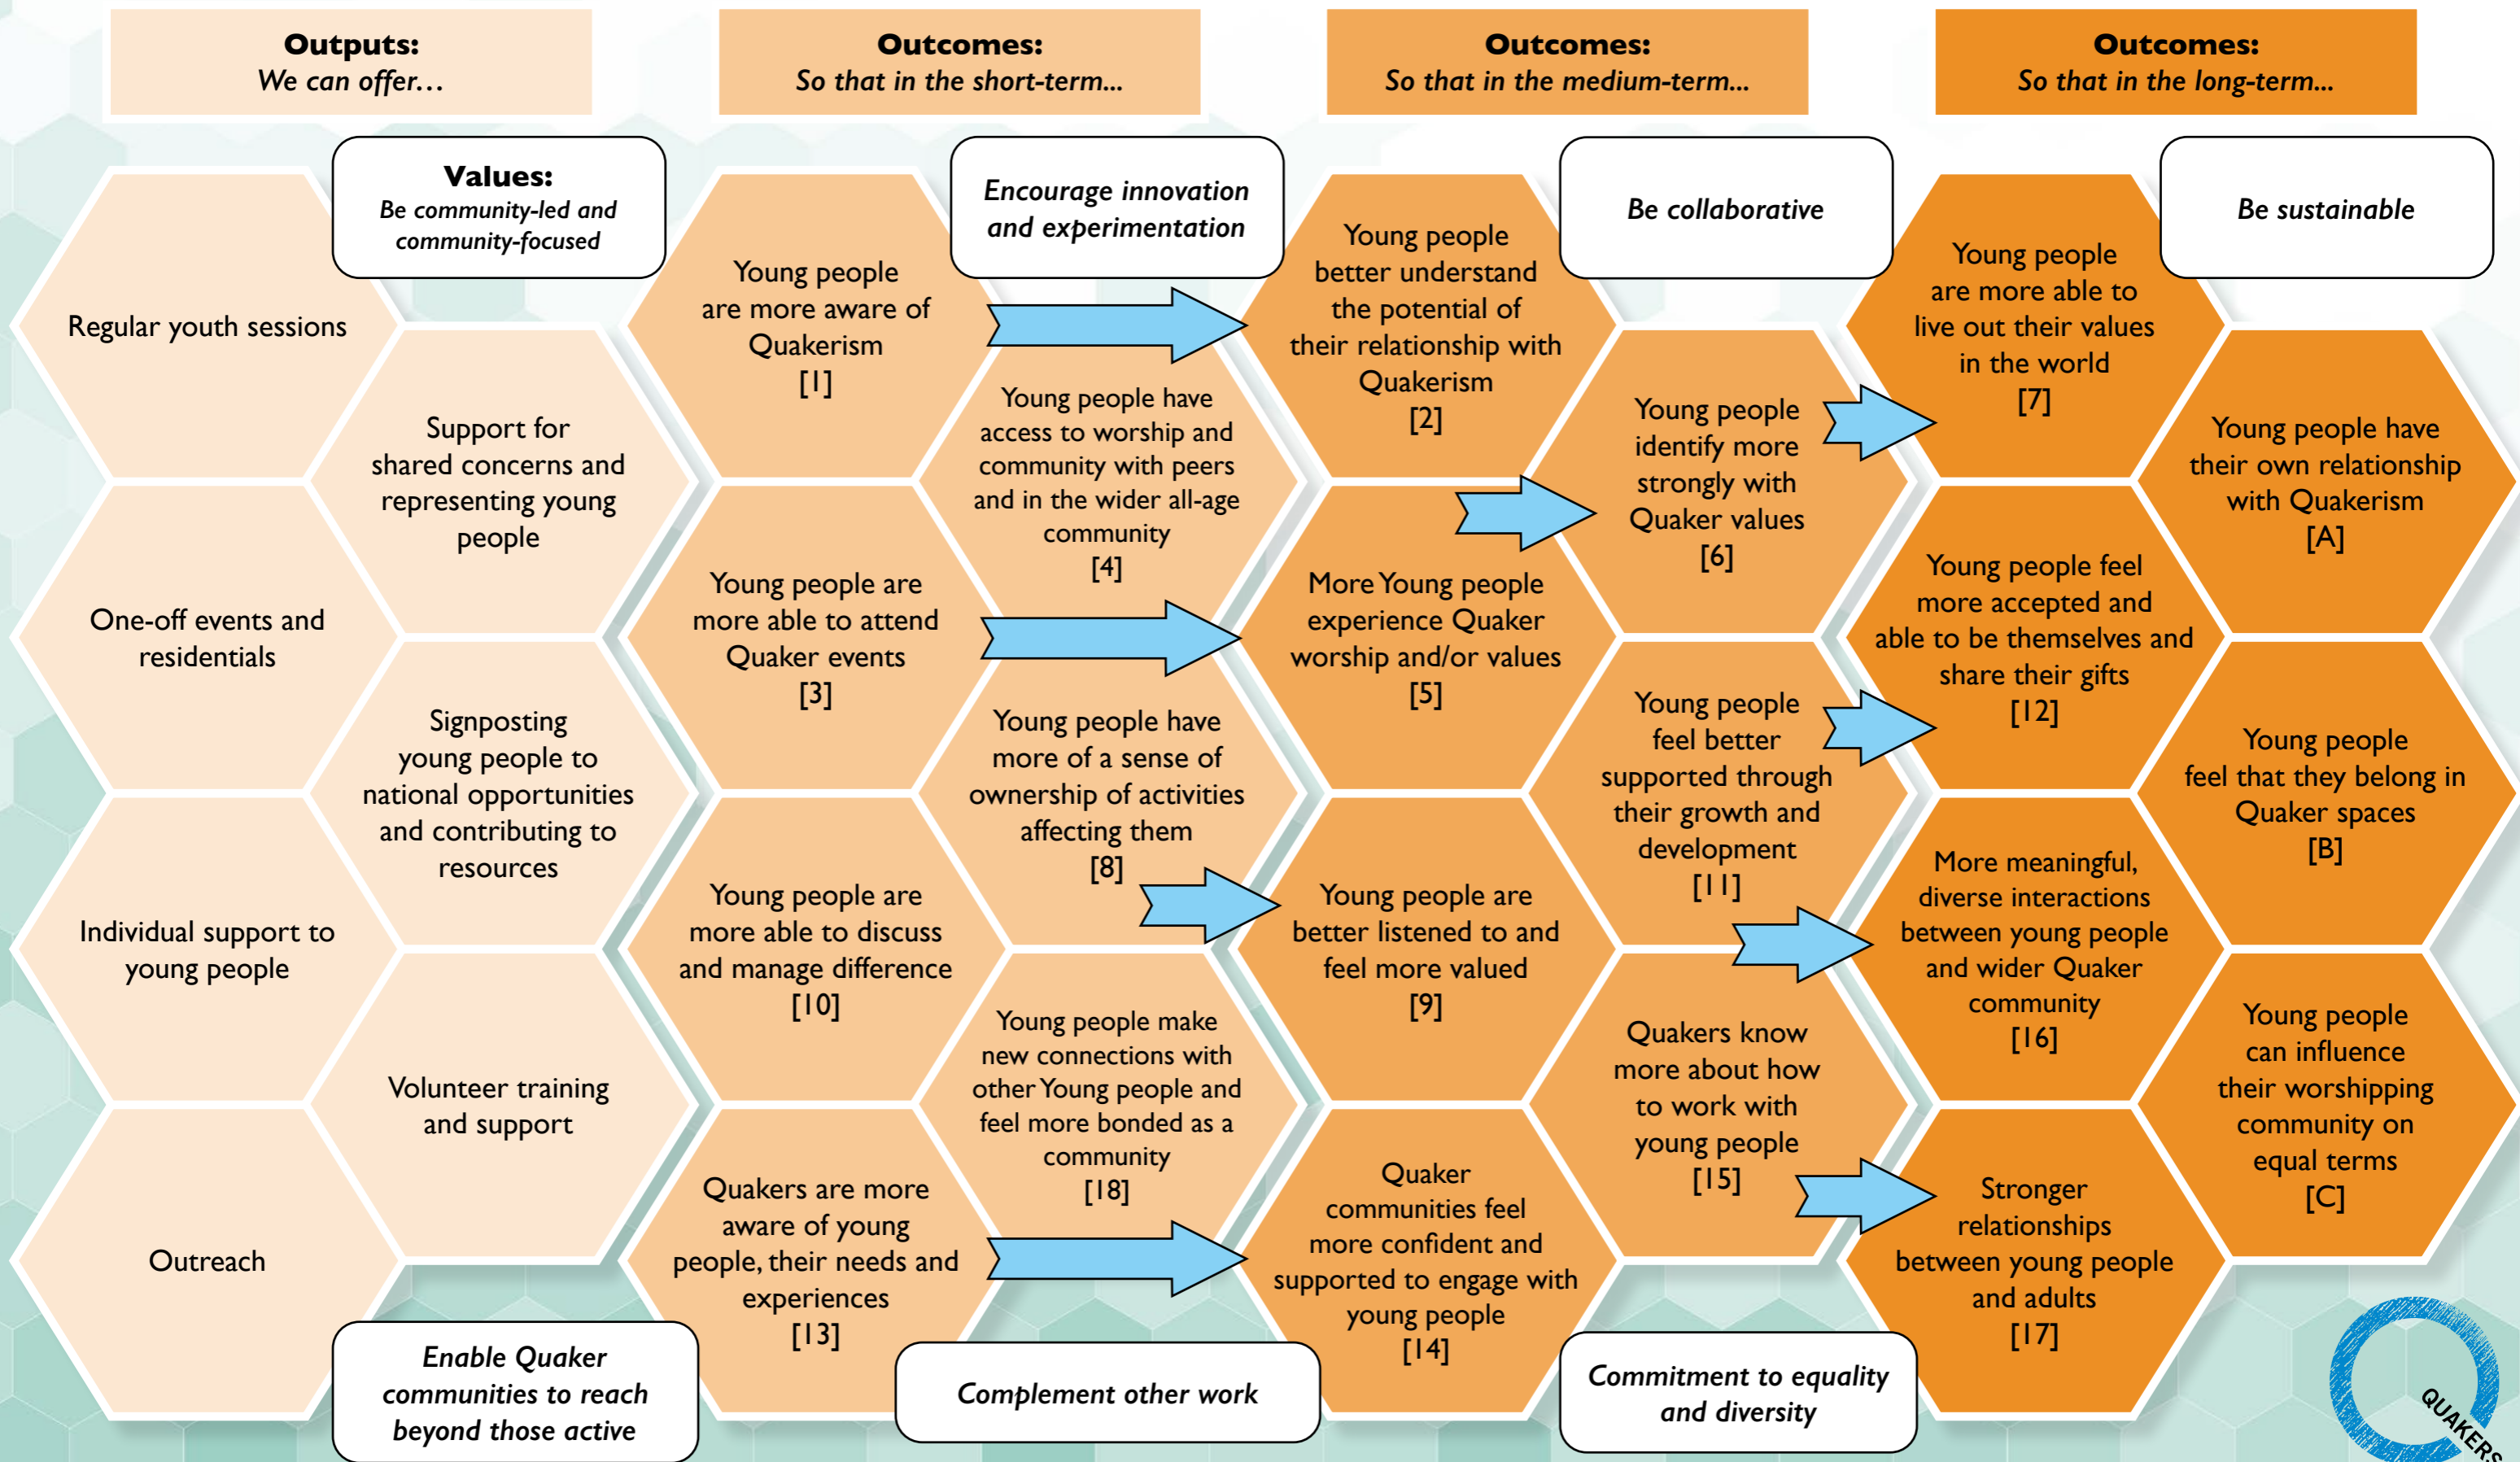 Outputs:
We can offer…
Outcomes:
So that in the short-term...
Outcomes:
So that in the medium-term...
Outcomes:
So that in the long-term...
Values:
Be community-led and
community-focused
Encourage innovation
and experimentation
Be collaborative
Be sustainable
Regular youth sessions
One-off events and
residentials
Individual support to
young people
Outreach
Support for
shared concerns and
representing young
people
Signposting
young people to
national opportunities
and contributing to
resources
Volunteer training
and support
Young people
are more aware of
Quakerism
[1]
Young people are
more able to attend
Quaker events
[3]
Young people are
more able to discuss
and manage difference
[10]
Quakers are more
aware of young
people, their needs and
experiences
[13]
Young people have
access to worship and
community with peers
and in the wider all-age
community
[4]
Young people have
more of a sense of
ownership of activities
affecting them
[8]
Young people make
new connections with
other Young people and
feel more bonded as a
community
[18]
Young people
better understand
the potential of
their relationship with
Quakerism
[2]
More Young people
experience Quaker
worship and/or values
[5]
Young people are
better listened to and
feel more valued
[9]
Quaker
communities feel
more confident and
supported to engage with
young people
[14]
Young people
identify more
strongly with
Quaker values
[6]
Young people
feel better
supported through
their growth and
development
[11]
Quakers know
more about how
to work with
young people
[15]
Young people
are more able to
live out their values
in the world
[7]
Young people feel
more accepted and
able to be themselves and
share their gifts
[12]
More meaningful,
diverse interactions
between young people
and wider Quaker
community
[16]
Stronger
relationships
between young people
and adults
[17]
Young people have
their own relationship
with Quakerism
[A]
Young people
feel that they belong in
Quaker spaces
[B]
Young people
can influence
their worshipping
community on
equal terms
[C]
Enable Quaker
communities to reach
beyond those active
Complement other work
Commitment to equality
and diversity
QUAKERS